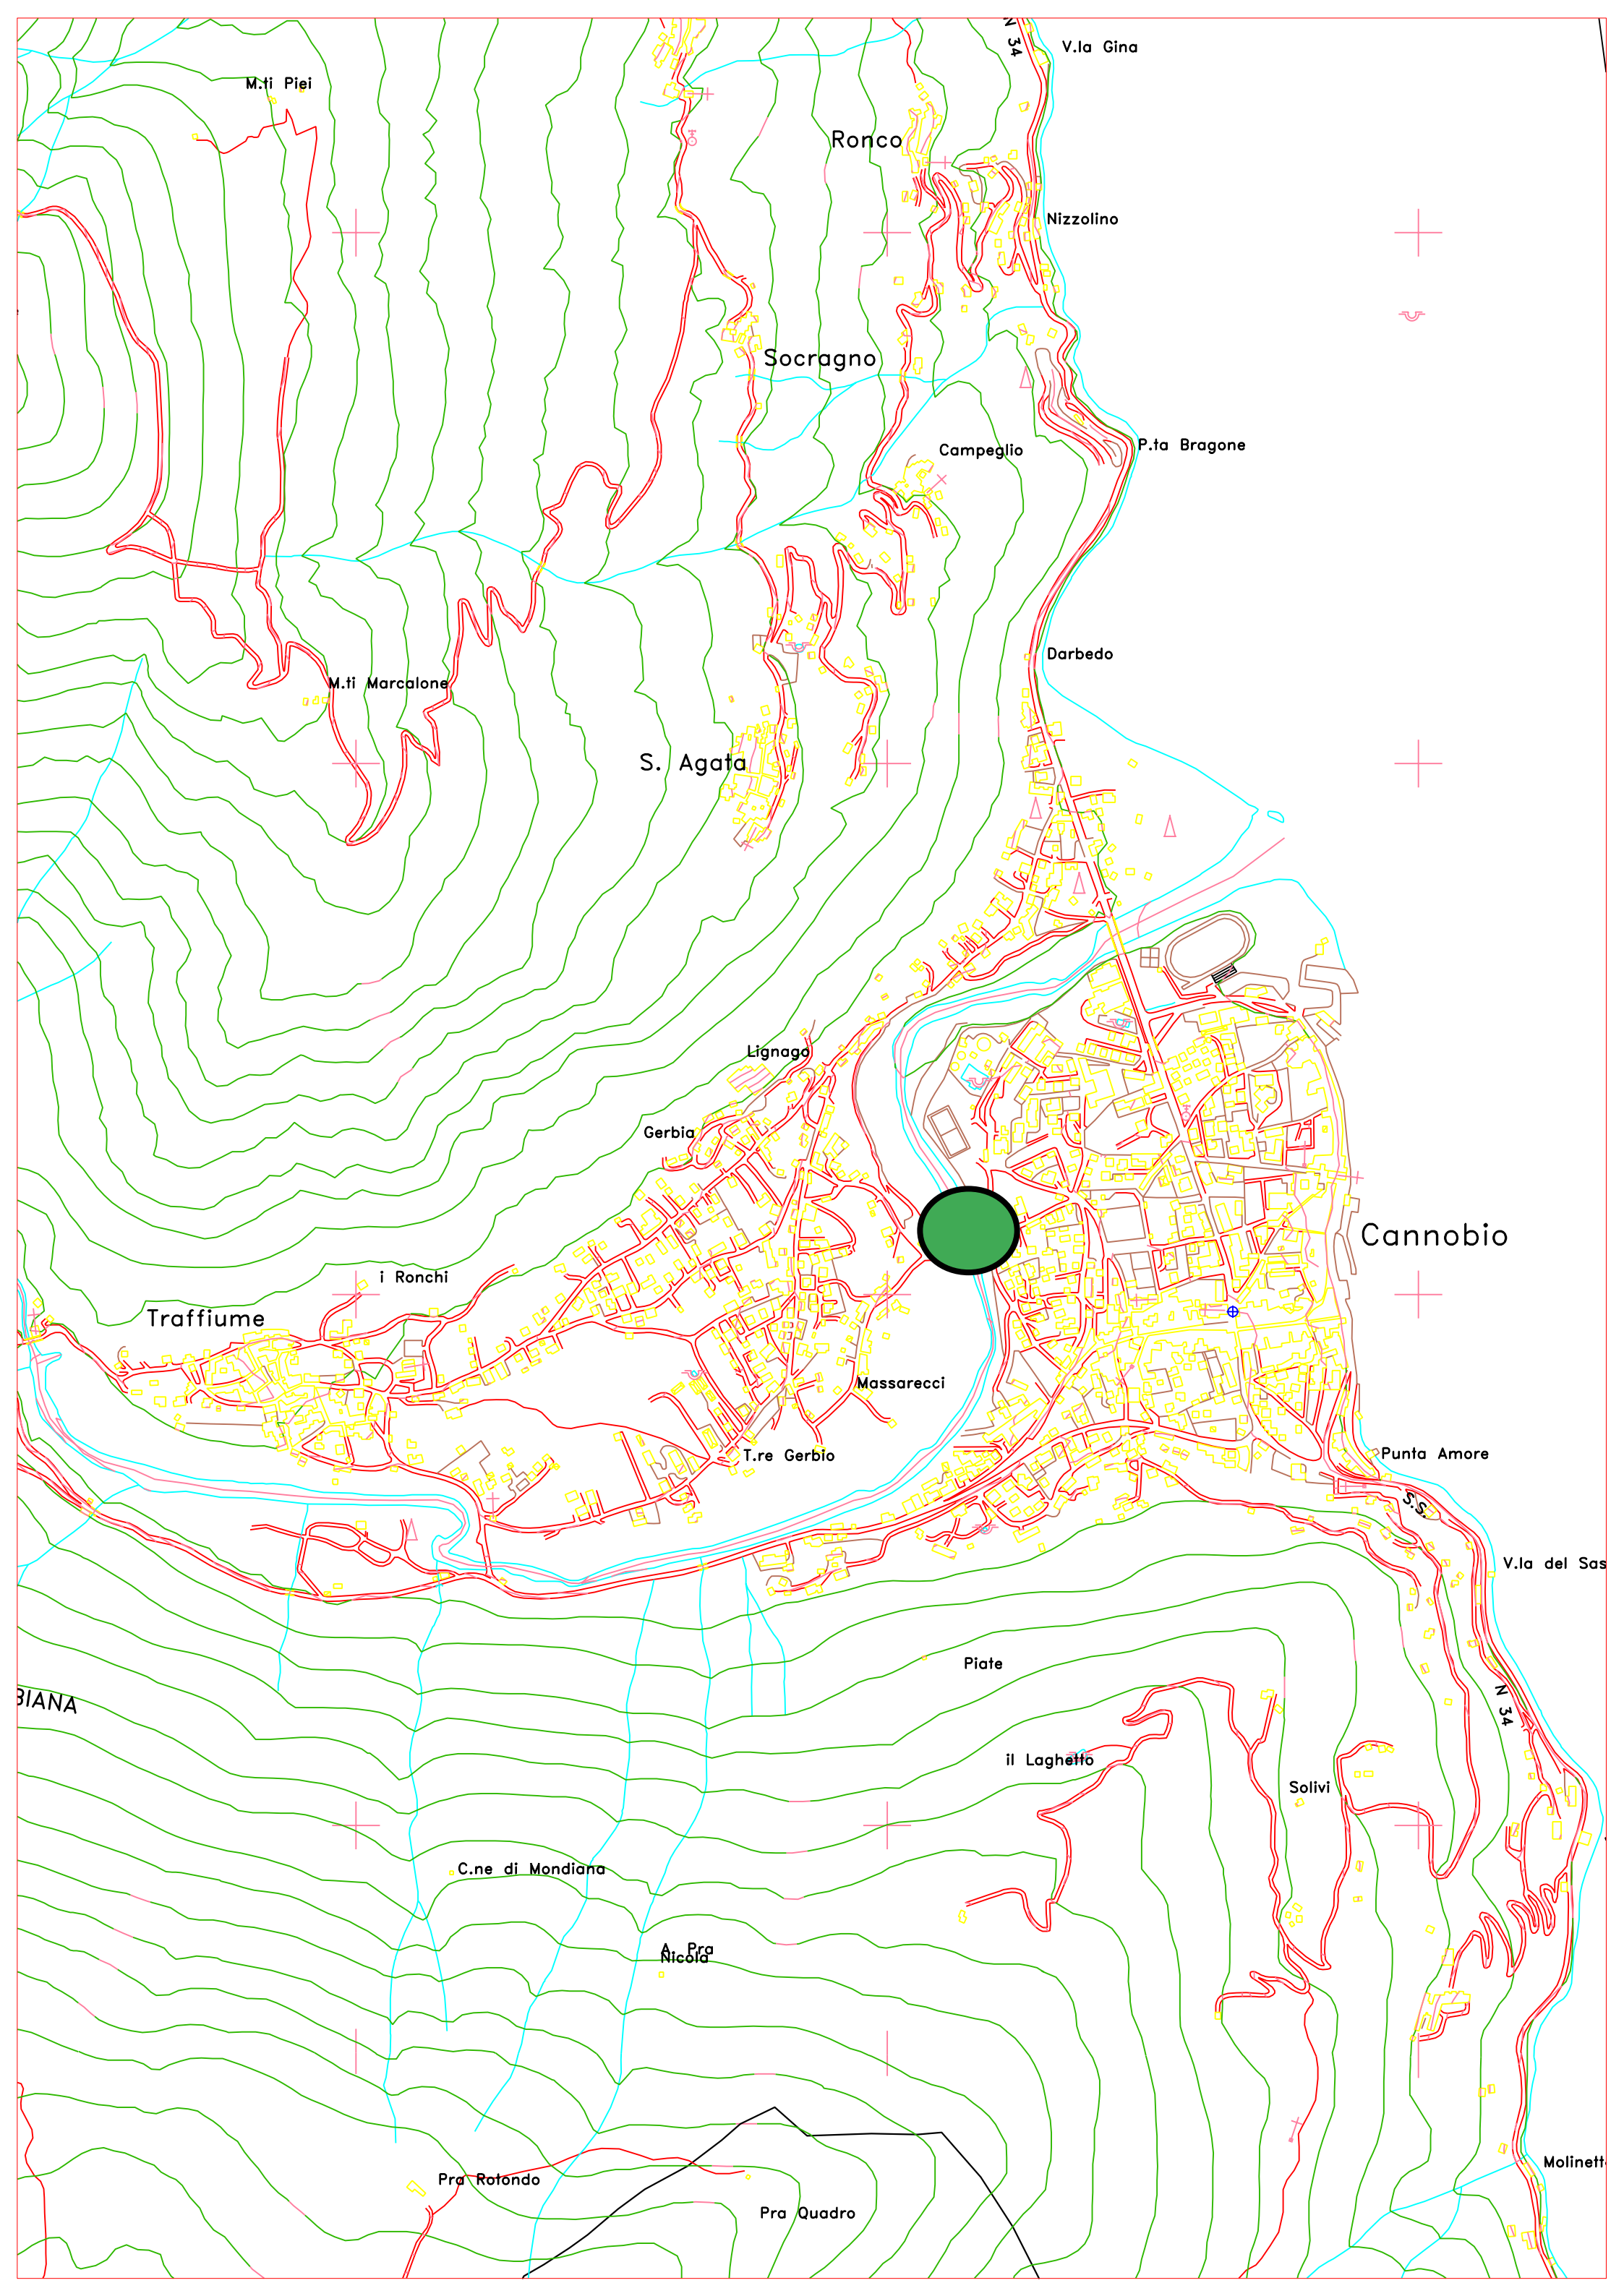 N 34
V.la Gina
M.ti Piei
Ronco
Nizzolino
Socragno
P.ta Bragone
Campeglio
Darbedo
M.ti Marcalone
S. Agata
Lignago
Gerbia
Cannobio
i Ronchi
Traffiume
Massarecci
T.re Gerbio
Punta Amore
S.S.
V.la del Sas
Piate
N 34
BIANA
il Laghetto
Solivi
C.ne di Mondiana
A. Pra
Nicola
Molinett
Pra Rotondo
Pra Quadro